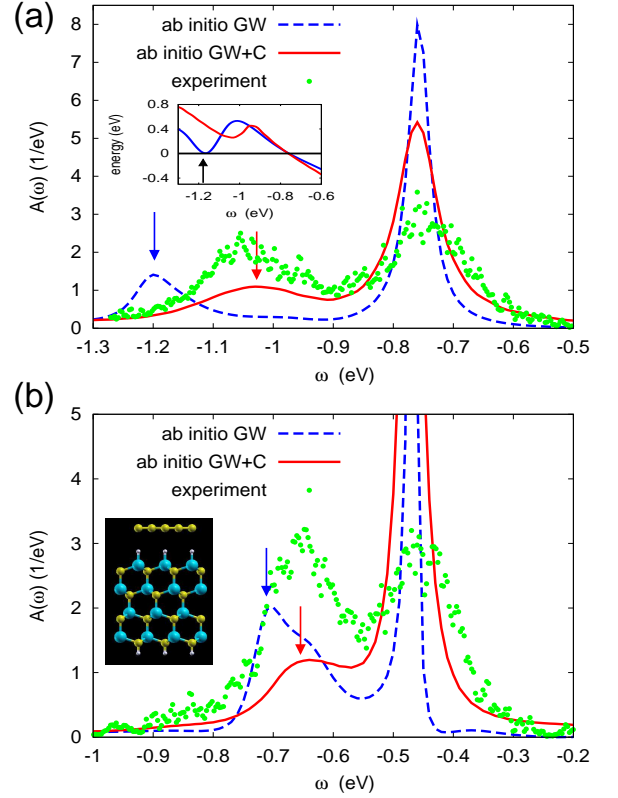 (a)
ab initio GW
ab initio GW+C
experiment
A(ω) (1/eV)
8
7
6
5
4
3
2
1
0
energy (eV)
0.8
0.4
0
-0.4
-1.2 -1 -0.8 -0.6
ω (eV)
-1.3 -1.2 -1.1 -1 -0.9 -0.8 -0.7 -0.6 -0.5
ω (eV)
(b)
ab initio GW
ab initio GW+C
experiment
A(ω) (1/eV)
5
4
3
2
1
0
-1 -0.9 -0.8 -0.7 -0.6 -0.5 -0.4 -0.3 -0.2
ω (eV)